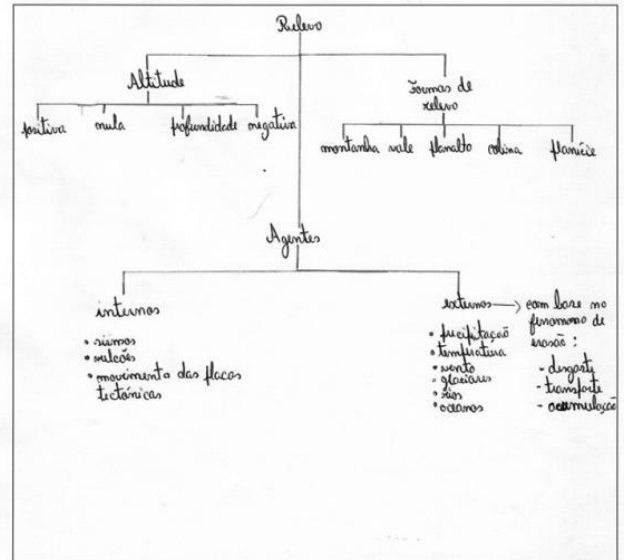 Relevo
Altitude
positiva nula profundidade negativa
Formas de
relevo
montanha vale planalto colina planície
Agentes
internos
• sismos
• vulcões
• movimento das placas
tectónicas
externos → com base no
fenomeno de
erosão :
• precipitação
• temperatura
• vento
• glaciares
• rios
• oceanos
- desgaste
- transporte
- acumulação